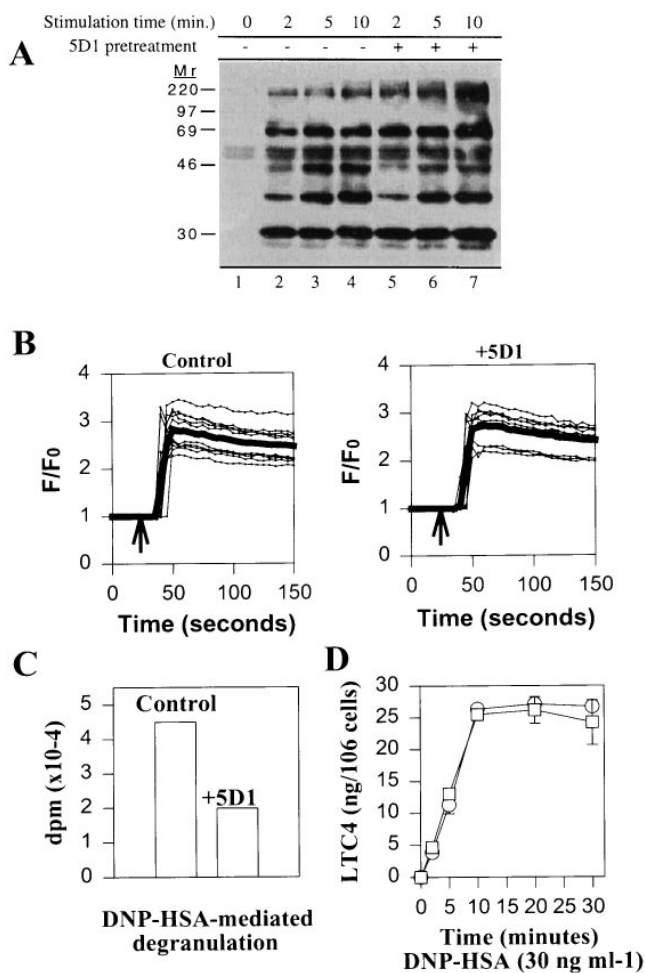 Stimulation time (min.) 0 2 5 10 2 5 10
5D1 pretreatment - - - - + + +
A
Mr
220
97
69
46
30
1 2 3 4 5 6 7
B
Control
4
3
2
1
0
F/F0
0 50 100 150
Time (seconds)
+5D1
4
3
2
1
0
F/F0
0 50 100 150
Time (seconds)
C
Control
+5D1
5
4
3
2
1
0
dpm (x10-4)
DNP-HSA-mediated
degranulation
D
30
25
20
15
10
5
0
LTC4 (ng/106 cells)
0 5 10 15 20 25 30
Time (minutes)
DNP-HSA (30 ng ml-1)